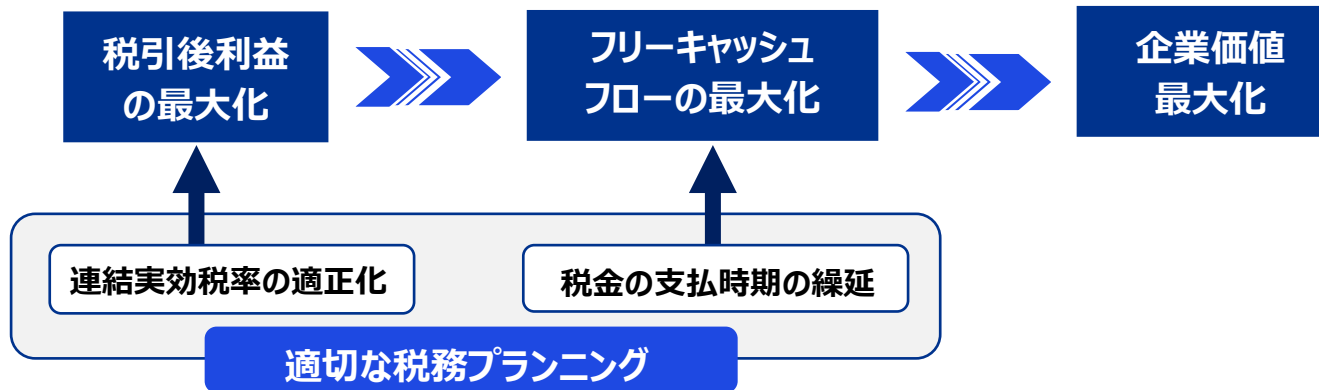 税引後利益
の最大化
フリーキャッシュ
フローの最大化
企業価値
最大化
連結実効税率の適正化
税金の支払時期の繰延
適切な税務プランニング